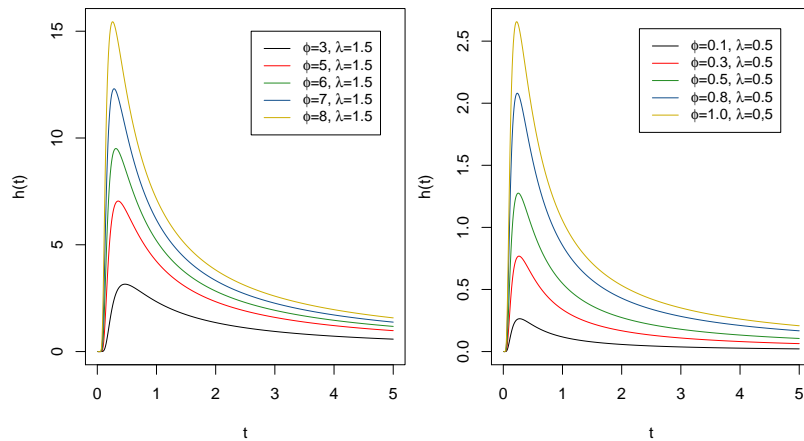 15
10
5
0
h(t)
ϕ=3, λ=1.5
ϕ=5, λ=1.5
ϕ=6, λ=1.5
ϕ=7, λ=1.5
ϕ=8, λ=1.5
0 1 2 3 4 5
t
2.5
2.0
1.5
1.0
0.5
0.0
h(t)
ϕ=0.1, λ=0.5
ϕ=0.3, λ=0.5
ϕ=0.5, λ=0.5
ϕ=0.8, λ=0.5
ϕ=1.0, λ=0,5
0 1 2 3 4 5
t